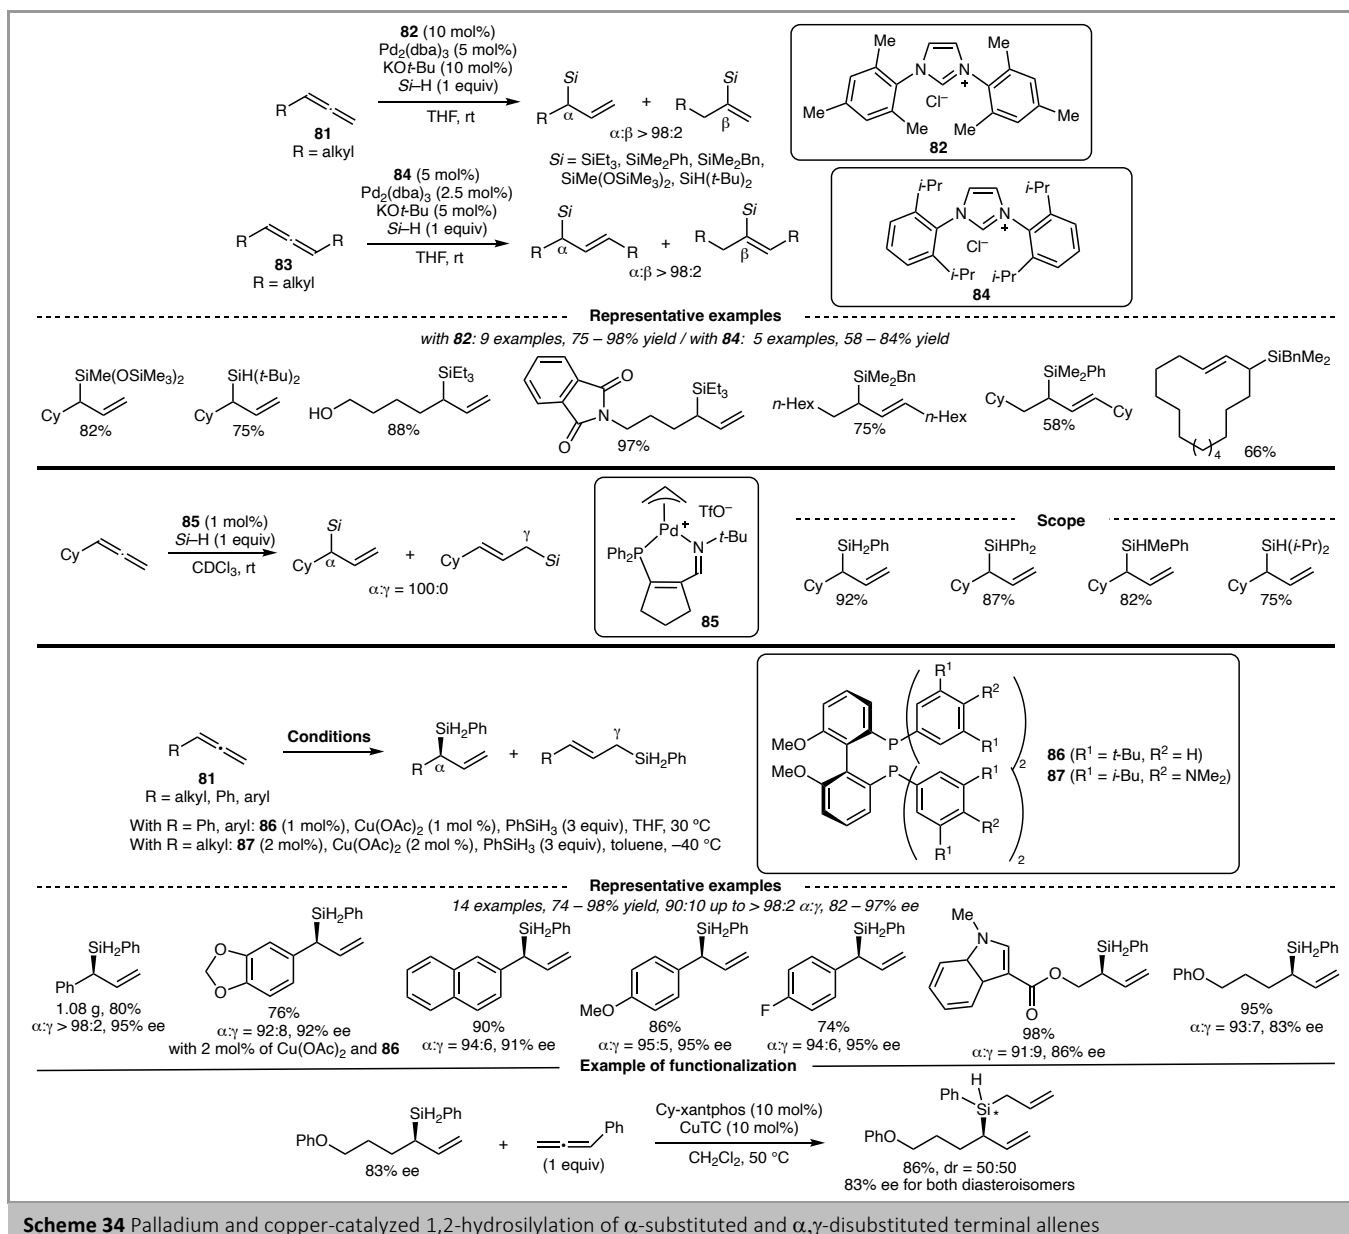 82 (10 mol%)
Pd2(dba)3 (5 mol%)
KOt-Bu (10 mol%)
Si–H (1 equiv)
THF, rt
R
81
R = alkyl
Si
R
α
+
Si
R
β
α:β > 98:2
Si = SiEt3, SiMe2Ph, SiMe2Bn,
SiMe(OSiMe3)2, SiH(t-Bu)2
Me
Me
N
N
+
Me
Cl–
Me
Me
Me
82
84 (5 mol%)
Pd2(dba)3 (2.5 mol%)
KOt-Bu (5 mol%)
Si–H (1 equiv)
THF, rt
R
R
83
R = alkyl
Si
R
α
R
+
Si
R
R
β
α:β > 98:2
i-Pr
i-Pr
N
N
+
Cl–
i-Pr
i-Pr
84
Representative examples
with 82: 9 examples, 75 – 98% yield / with 84: 5 examples, 58 – 84% yield
SiMe(OSiMe3)2
Cy
82%
SiH(t-Bu)2
Cy
75%
SiEt3
HO
88%
O
N
O
SiEt3
97%
SiMe2Bn
n-Hex
n-Hex
75%
SiMe2Ph
Cy
Cy
58%
SiBnMe2
4
66%
Cy
85 (1 mol%)
Si–H (1 equiv)
CDCl3, rt
Si
Cy
α
+
γ
Cy
Si
α:γ = 100:0
TfO–
Pd
+
t-Bu
Ph2P
N
85
Scope
SiH2Ph
Cy
92%
SiHPh2
Cy
87%
SiHMePh
Cy
82%
SiH(i-Pr)2
Cy
75%
R
81
R = alkyl, Ph, aryl
Conditions
SiH2Ph
R
α
+
γ
R
SiH2Ph
With R = Ph, aryl: 86 (1 mol%), Cu(OAc)2 (1 mol %), PhSiH3 (3 equiv), THF, 30 ºC
With R = alkyl: 87 (2 mol%), Cu(OAc)2 (2 mol %), PhSiH3 (3 equiv), toluene, –40 ºC
R1
R2
MeO
P
R1
2
MeO
P
R1
R2
R1
2
86 (R1 = t-Bu, R2 = H)
87 (R1 = i-Bu, R2 = NMe2)
Representative examples
14 examples, 74 – 98% yield, 90:10 up to > 98:2 α:γ, 82 – 97% ee
SiH2Ph
Ph
1.08 g, 80%
α:γ > 98:2, 95% ee
SiH2Ph
O
O
76%
α:γ = 92:8, 92% ee
with 2 mol% of Cu(OAc)2 and 86
SiH2Ph
90%
α:γ = 94:6, 91% ee
SiH2Ph
MeO
86%
α:γ = 95:5, 95% ee
SiH2Ph
F
74%
α:γ = 94:6, 95% ee
Me
N
O
O
SiH2Ph
98%
α:γ = 91:9, 86% ee
SiH2Ph
PhO
95%
α:γ = 93:7, 83% ee
Example of functionalization
SiH2Ph
PhO
83% ee
+
Ph
(1 equiv)
Cy-xantphos (10 mol%)
CuTC (10 mol%)
CH2Cl2, 50 °C
H
Ph
Si
*
PhO
86%, dr = 50:50
83% ee for both diasteroisomers
Scheme 34 Palladium and copper-catalyzed 1,2-hydrosilylation of α-substituted and α,γ-disubstituted terminal allenes